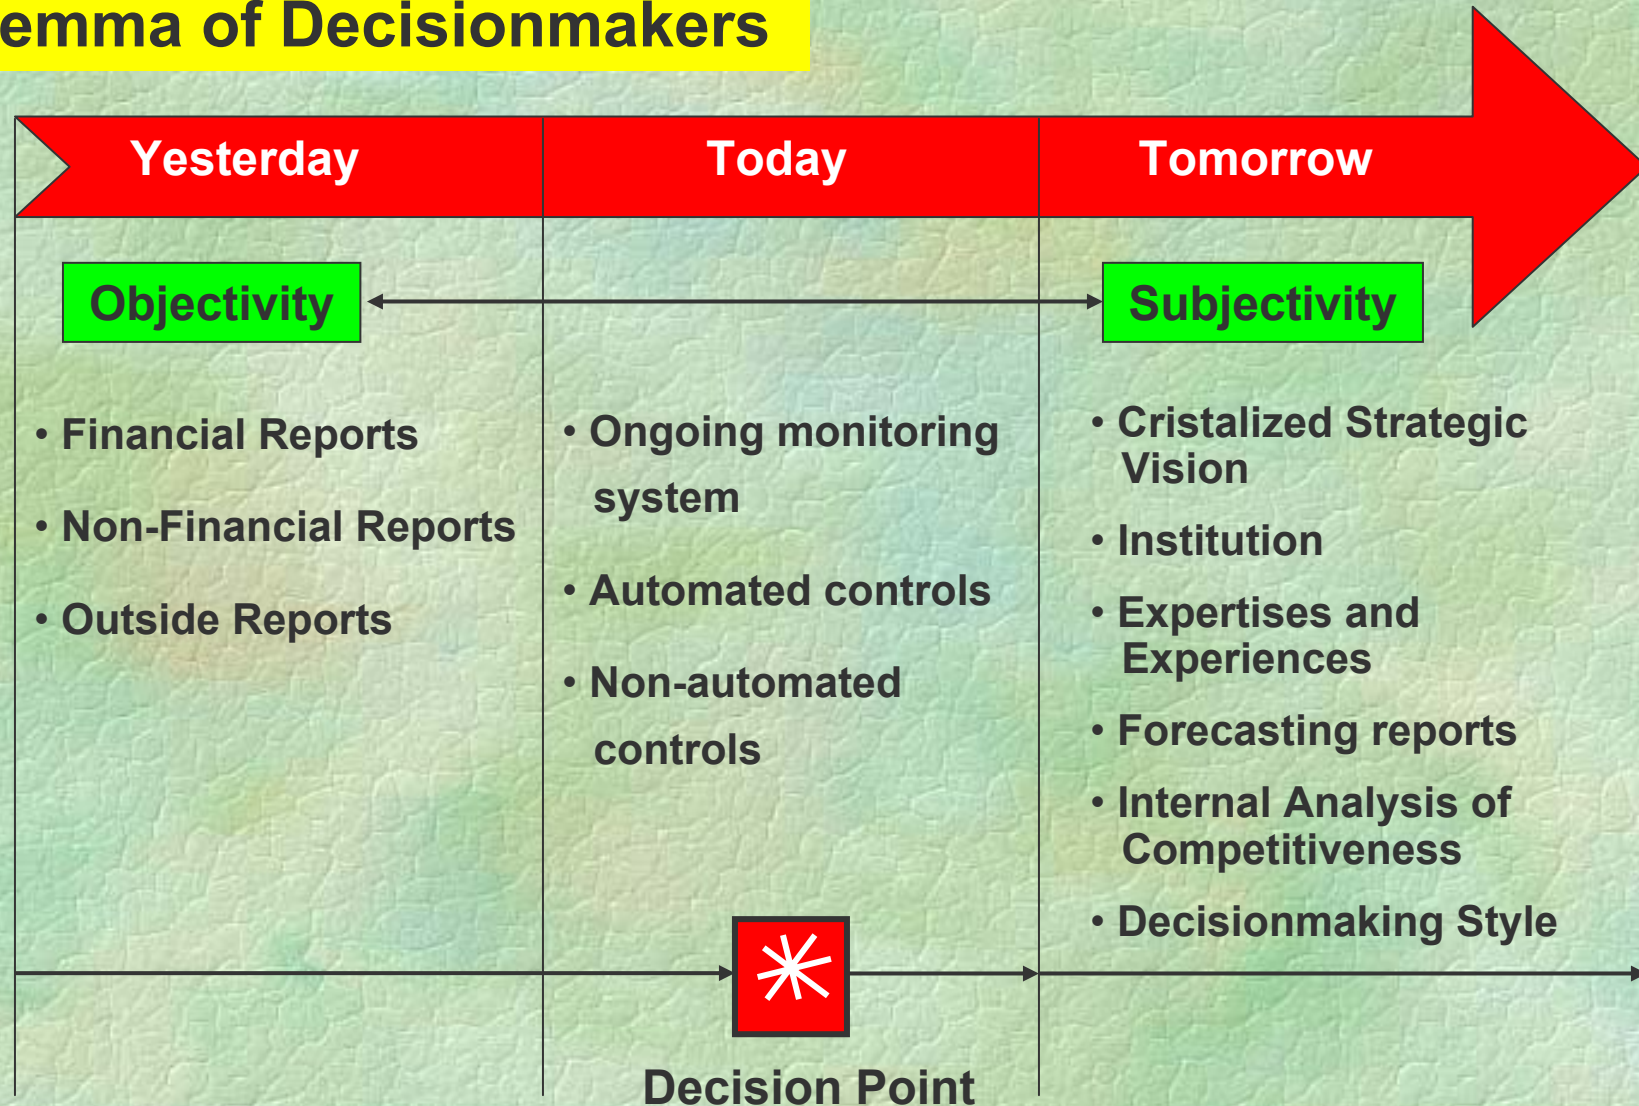 emma of Decisionmakers
Yesterday
Today
Tomorrow
Objectivity
Subjectivity
• Financial Reports
• Non-Financial Reports
• Outside Reports
• Ongoing monitoring
system
• Automated controls
• Non-automated
controls
• Cristalized Strategic
Vision
• Institution
• Expertises and
Experiences
• Forecasting reports
• Internal Analysis of
Competitiveness
• Decisionmaking Style
Decision Point